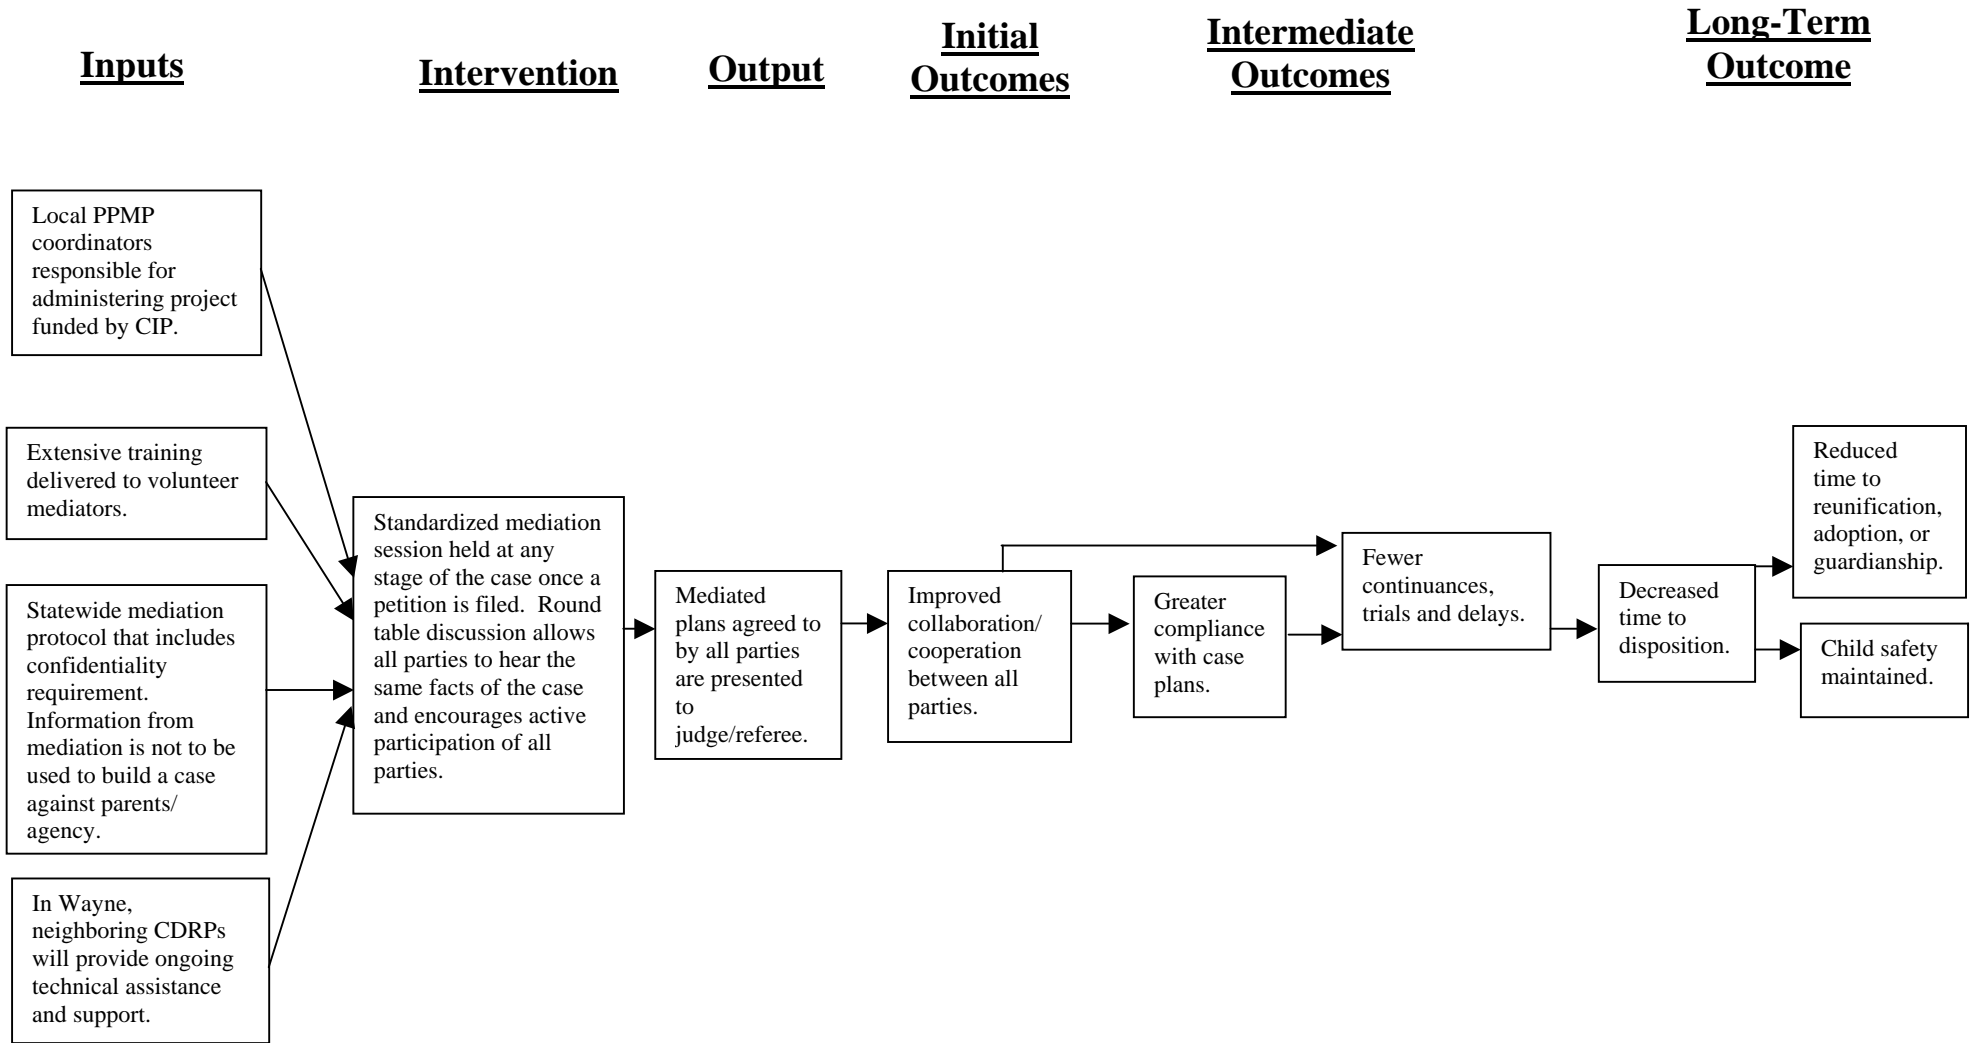 Inputs
Intervention
Output
Initial
Outcomes
Intermediate
Outcomes
Long-Term
Outcome
Local PPMP
coordinators
responsible for
administering project
funded by CIP.
Extensive training
delivered to volunteer
mediators.
Statewide mediation
protocol that includes
confidentiality
requirement.
Information from
mediation is not to be
used to build a case
against parents/
agency.
In Wayne,
neighboring CDRPs
will provide ongoing
technical assistance
and support.
Standardized mediation
session held at any
stage of the case once a
petition is filed.  Round
table discussion allows
all parties to hear the
same facts of the case
and encourages active
participation of all
parties.
Mediated
plans agreed to
by all parties
are presented
to
judge/referee.
Improved
collaboration/
cooperation
between all
parties.
Greater
compliance
with case
plans.
Fewer
continuances,
trials and delays.
Decreased
time to
disposition.
Reduced
time to
reunification,
adoption, or
guardianship.
Child safety
maintained.